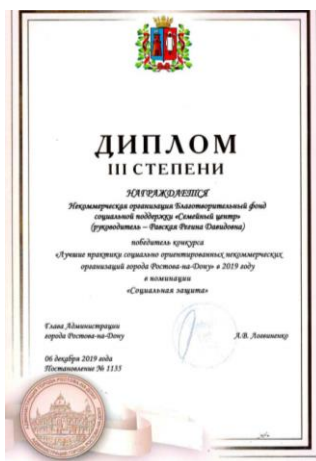 ДИПЛОМ
III СТЕПЕНИ
НАГРАЖДАЕТСЯ
Некоммерческая организация Благотворительный фонд
социальной поддержки «Семейный центр»
(руководитель – Равская Регина Давидовна)
победитель конкурса
«Лучшие практики социально ориентированных некоммерческих
организаций города Ростова-на-Дону» в 2019 году
в номинации
«Социальная защита»
Глава Администрации
города Ростова-на-Дону
А.В. Логвиненко
06 декабря 2019 года
Постановление № 1135